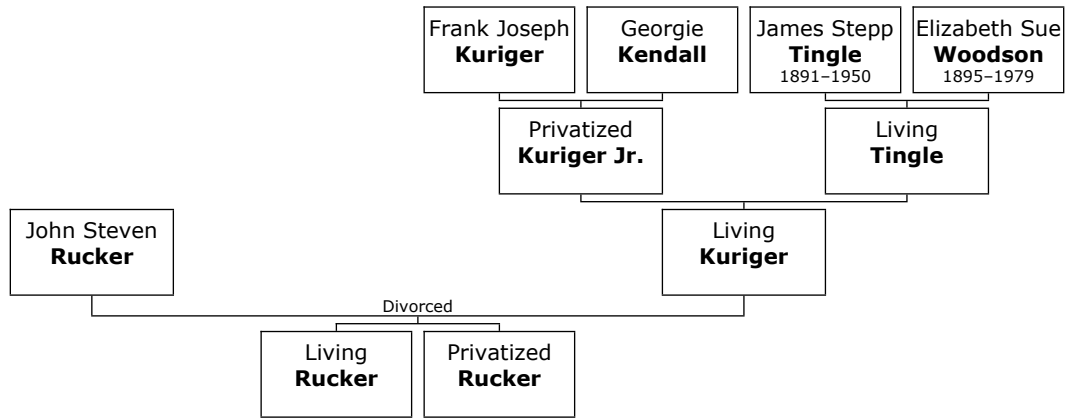 Frank Joseph
Kuriger
Georgie
Kendall
James Stepp
Tingle
1891–1950
Elizabeth Sue
Woodson
1895–1979
Privatized
Kuriger Jr.
Living
Tingle
John Steven
Rucker
Living
Kuriger
Divorced
Living
Rucker
Privatized
Rucker